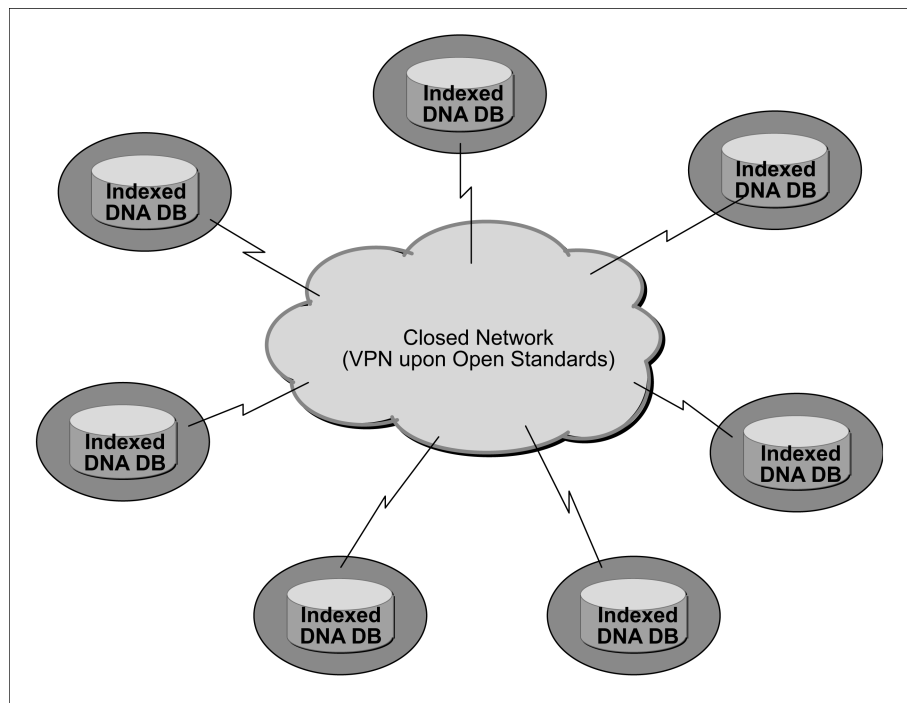 Indexed
DNA DB
Indexed
DNA DB
Indexed
DNA DB
Closed Network
(VPN upon Open Standards)
Indexed
DNA DB
Indexed
DNA DB
Indexed
DNA DB
Indexed
DNA DB